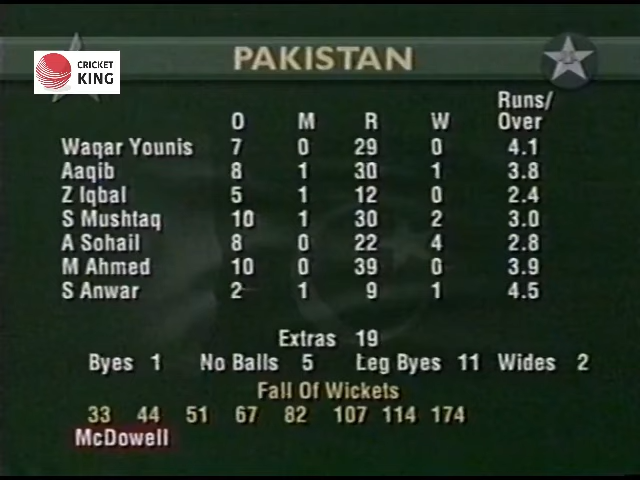 CRICKET
KING
PAKISTAN
O M R W Runs/
Over
Waqar Younis 7 0 29 0 4.1
Aaqib 8 1 30 1 3.8
Z Iqbal 5 1 12 0 2.4
S Mushtaq 10 1 30 2 3.0
A Sohail 8 0 22 4 2.8
M Ahmed 10 0 39 0 3.9
S Anwar 2 1 9 1 4.5
Extras 19
Byes 1 No Balls 5 Leg Byes 11 Wides 2
Fall Of Wickets
33 44 51 67 82 107 114 174
McDowell